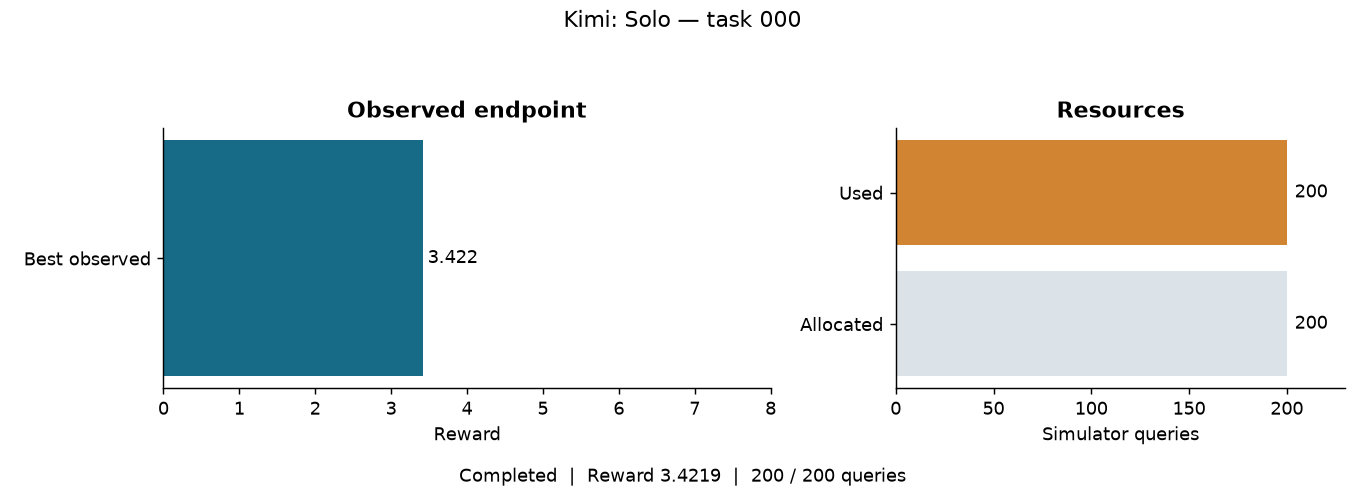 Kimi: Solo — task 000
Observed endpoint
Best observed
3.422
0 1 2 3 4 5 6 7 8
Reward
Resources
Used
200
Allocated
200
0 50 100 150 200
Simulator queries
Completed | Reward 3.4219 | 200 / 200 queries